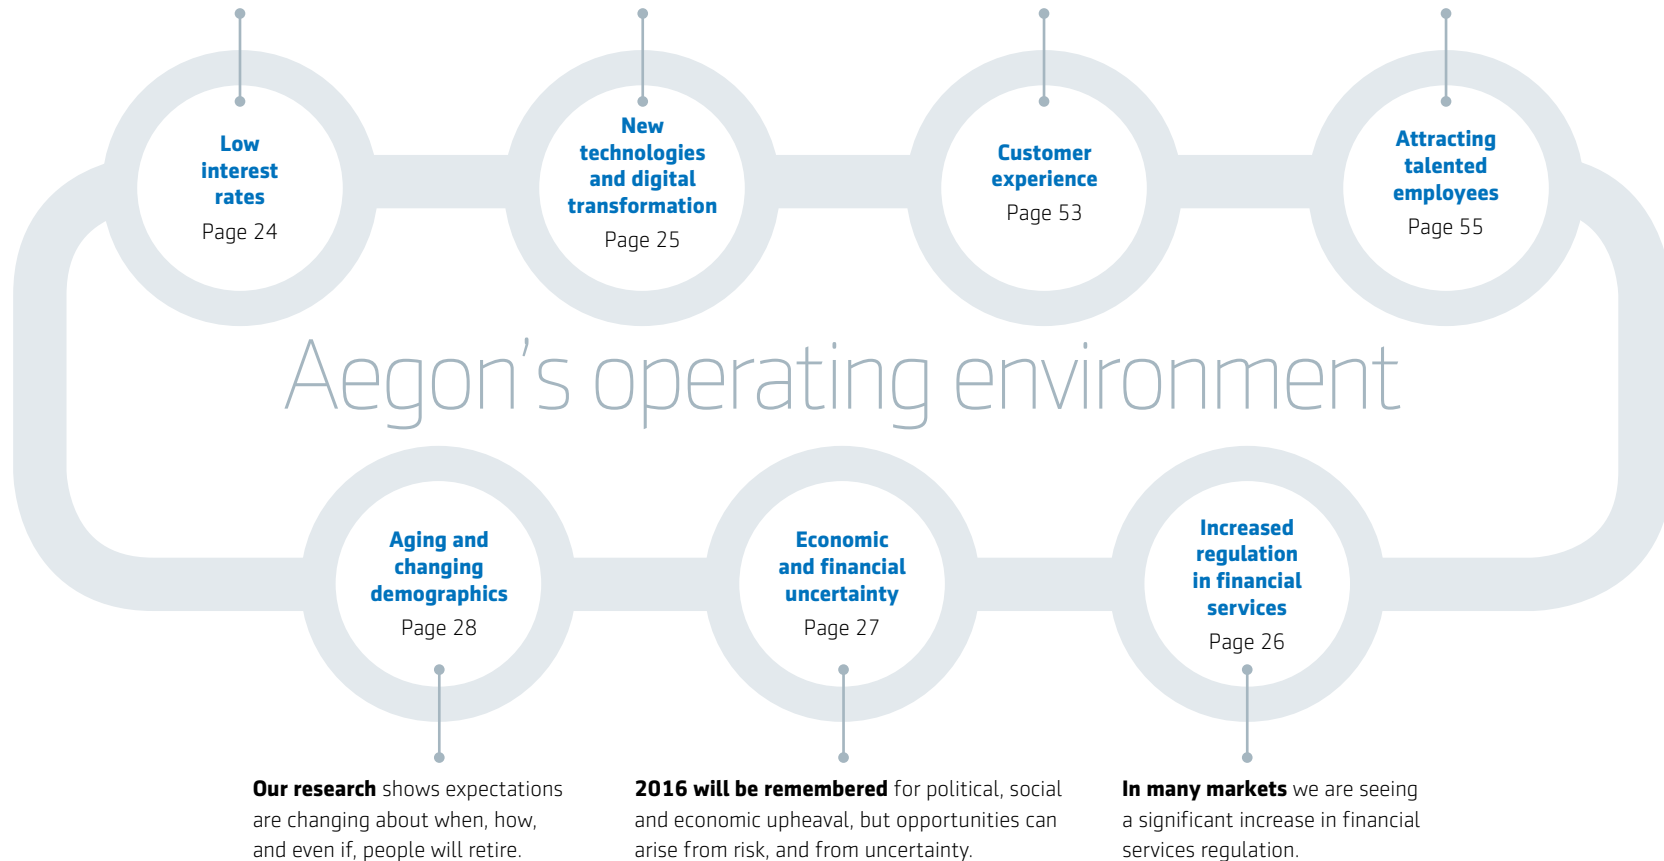 Low
interest
rates
Page 24
New
technologies
and digital
transformation
Page 25
Customer
experience
Page 53
Attracting
talented
employees
Page 55
Aegon's operating environment
Aging and
changing
demographics
Page 28
Economic
and financial
uncertainty
Page 27
Increased
regulation
in financial
services
Page 26
Our research shows expectations
are changing about when, how,
and even if, people will retire.
2016 will be remembered for political, social
and economic upheaval, but opportunities can
arise from risk, and from uncertainty.
In many markets we are seeing
a significant increase in financial
services regulation.